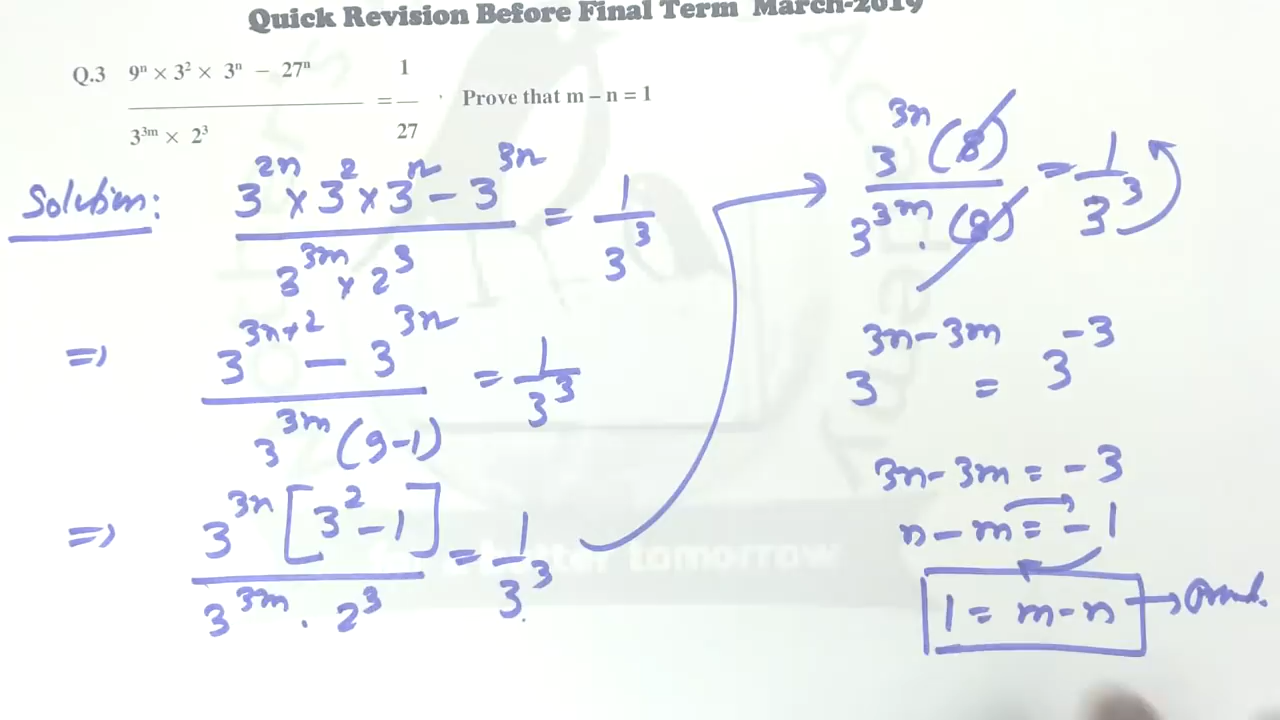 Quick Revision Before Final Term March-2019
Q.3 9ⁿ × 3² × 3ⁿ − 27ⁿ / 3³ᵐ × 2³ = 1/27 . Prove that m – n = 1
Solution: 3²ⁿ × 3² × 3ⁿ − 3³ⁿ / 3³ᵐ × 2³ = 1/3³
=> 3³ⁿ⁺² − 3³ⁿ / 3³ᵐ (9-1) = 1/3³
=> 3³ⁿ [3² - 1] / 3³ᵐ . 2³ = 1/3³
3³ⁿ (8) / 3³ᵐ . (8) = 1/3³
3³ⁿ⁻³ᵐ = 3⁻³
3n - 3m = - 3
n - m = - 1
1 = m - n
better tomorrow